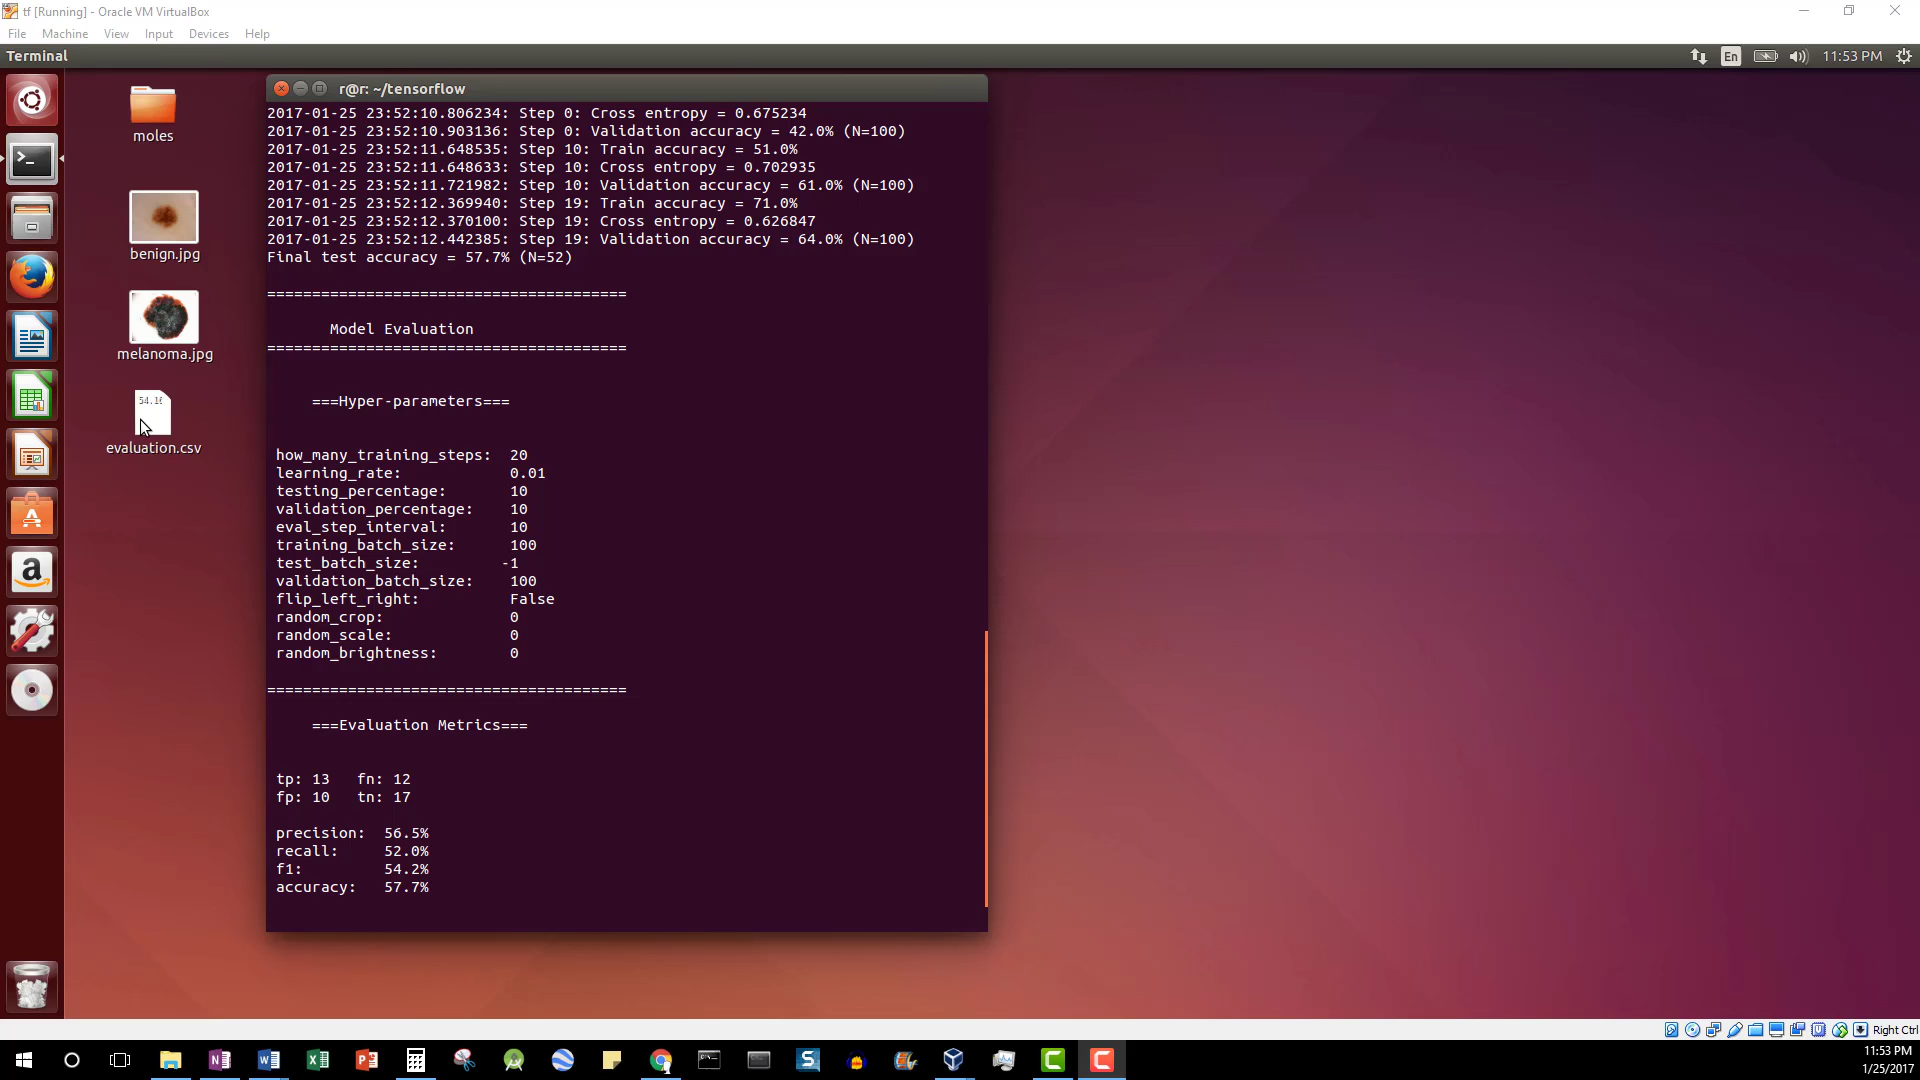 tf [Running] - Oracle VM VirtualBox
File Machine View Input Devices Help
Terminal
En
11:53 PM
moles
benign.jpg
melanoma.jpg
54.16
evaluation.csv
r@r: ~/tensorflow
2017-01-25 23:52:10.806234: Step 0: Cross entropy = 0.675234
2017-01-25 23:52:10.903136: Step 0: Validation accuracy = 42.0% (N=100)
2017-01-25 23:52:11.648535: Step 10: Train accuracy = 51.0%
2017-01-25 23:52:11.648633: Step 10: Cross entropy = 0.702935
2017-01-25 23:52:11.721982: Step 10: Validation accuracy = 61.0% (N=100)
2017-01-25 23:52:12.369940: Step 19: Train accuracy = 71.0%
2017-01-25 23:52:12.370100: Step 19: Cross entropy = 0.626847
2017-01-25 23:52:12.442385: Step 19: Validation accuracy = 64.0% (N=100)
Final test accuracy = 57.7% (N=52)
========================================
Model Evaluation
========================================
===Hyper-parameters===
how_many_training_steps: 20
learning_rate: 0.01
testing_percentage: 10
validation_percentage: 10
eval_step_interval: 10
training_batch_size: 100
test_batch_size: -1
validation_batch_size: 100
flip_left_right: False
random_crop: 0
random_scale: 0
random_brightness: 0
========================================
===Evaluation Metrics===
tp: 13 fn: 12
fp: 10 tn: 17
precision: 56.5%
recall: 52.0%
f1: 54.2%
accuracy: 57.7%
Right Ctrl
11:53 PM
1/25/2017